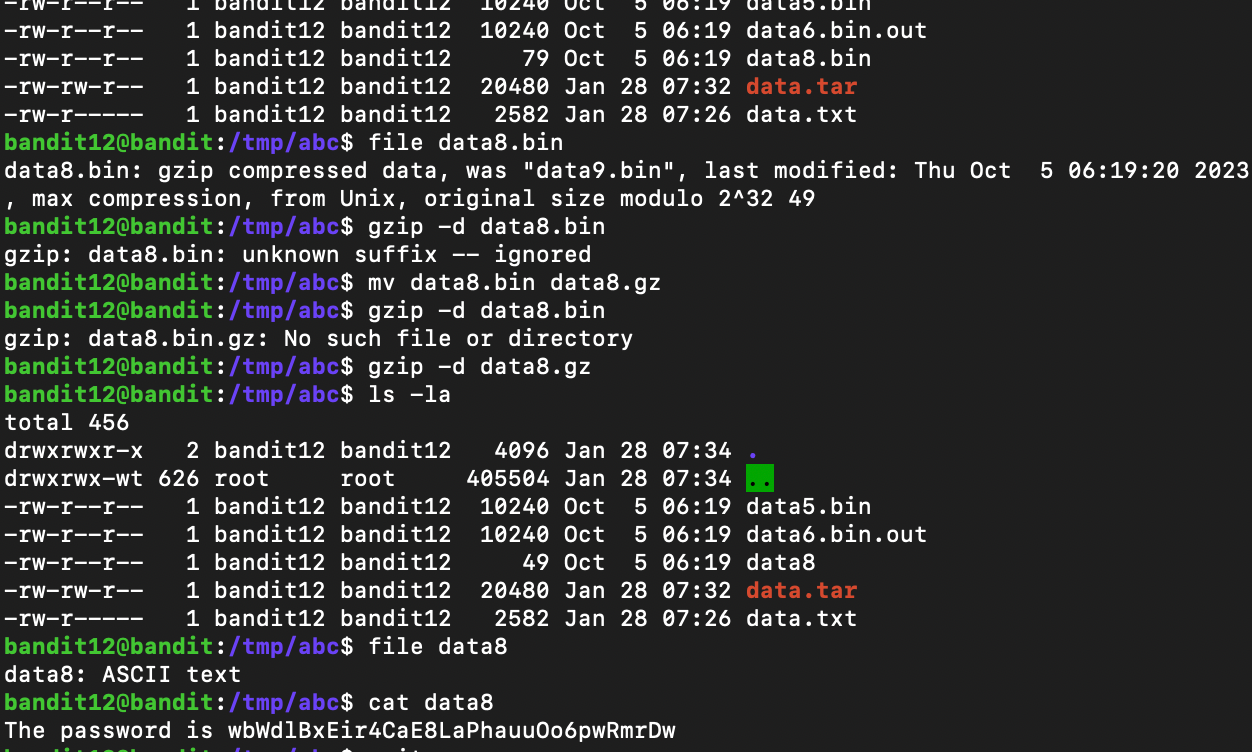 -rw-r--r-- 1 bandit12 bandit12 10240 Oct 5 06:19 data5.bin
-rw-r--r-- 1 bandit12 bandit12 10240 Oct 5 06:19 data6.bin.out
-rw-r--r-- 1 bandit12 bandit12 79 Oct 5 06:19 data8.bin
-rw-rw-r-- 1 bandit12 bandit12 20480 Jan 28 07:32 data.tar
-rw-r----- 1 bandit12 bandit12 2582 Jan 28 07:26 data.txt
bandit12@bandit:/tmp/abc$ file data8.bin
data8.bin: gzip compressed data, was "data9.bin", last modified: Thu Oct 5 06:19:20 2023
, max compression, from Unix, original size modulo 2^32 49
bandit12@bandit:/tmp/abc$ gzip -d data8.bin
gzip: data8.bin: unknown suffix -- ignored
bandit12@bandit:/tmp/abc$ mv data8.bin data8.gz
bandit12@bandit:/tmp/abc$ gzip -d data8.bin
gzip: data8.bin.gz: No such file or directory
bandit12@bandit:/tmp/abc$ gzip -d data8.gz
bandit12@bandit:/tmp/abc$ ls -la
total 456
drwxrwxr-x 2 bandit12 bandit12 4096 Jan 28 07:34 .
drwxrwx-wt 626 root root 405504 Jan 28 07:34 ..
-rw-r--r-- 1 bandit12 bandit12 10240 Oct 5 06:19 data5.bin
-rw-r--r-- 1 bandit12 bandit12 10240 Oct 5 06:19 data6.bin.out
-rw-r--r-- 1 bandit12 bandit12 49 Oct 5 06:19 data8
-rw-rw-r-- 1 bandit12 bandit12 20480 Jan 28 07:32 data.tar
-rw-r----- 1 bandit12 bandit12 2582 Jan 28 07:26 data.txt
bandit12@bandit:/tmp/abc$ file data8
data8: ASCII text
bandit12@bandit:/tmp/abc$ cat data8
The password is wbWdlBxEir4CaE8LaPhauuOo6pwRmrDw